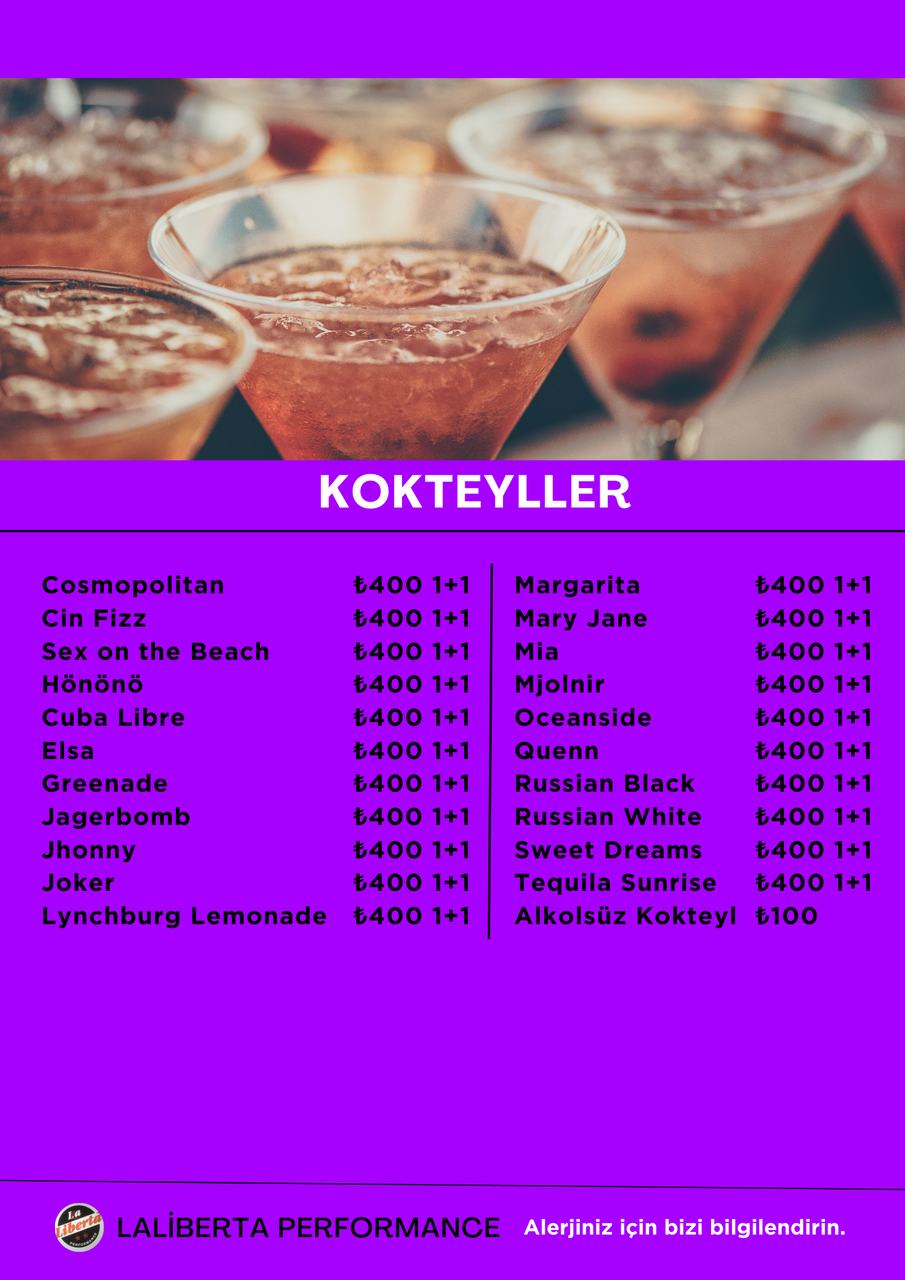 KOKTEYLLER
Cosmopolitan ₺400 1+1
Cin Fizz ₺400 1+1
Sex on the Beach ₺400 1+1
Hönönö ₺400 1+1
Cuba Libre ₺400 1+1
Elsa ₺400 1+1
Greenade ₺400 1+1
Jagerbomb ₺400 1+1
Jhonny ₺400 1+1
Joker ₺400 1+1
Lynchburg Lemonade ₺400 1+1
Margarita ₺400 1+1
Mary Jane ₺400 1+1
Mia ₺400 1+1
Mjolnir ₺400 1+1
Oceanside ₺400 1+1
Quenn ₺400 1+1
Russian Black ₺400 1+1
Russian White ₺400 1+1
Sweet Dreams ₺400 1+1
Tequila Sunrise ₺400 1+1
Alkolsüz Kokteyl ₺100
La
Liberta
PERFORMANCE
LALİBERTA PERFORMANCE
Alerjiniz için bizi bilgilendirin.